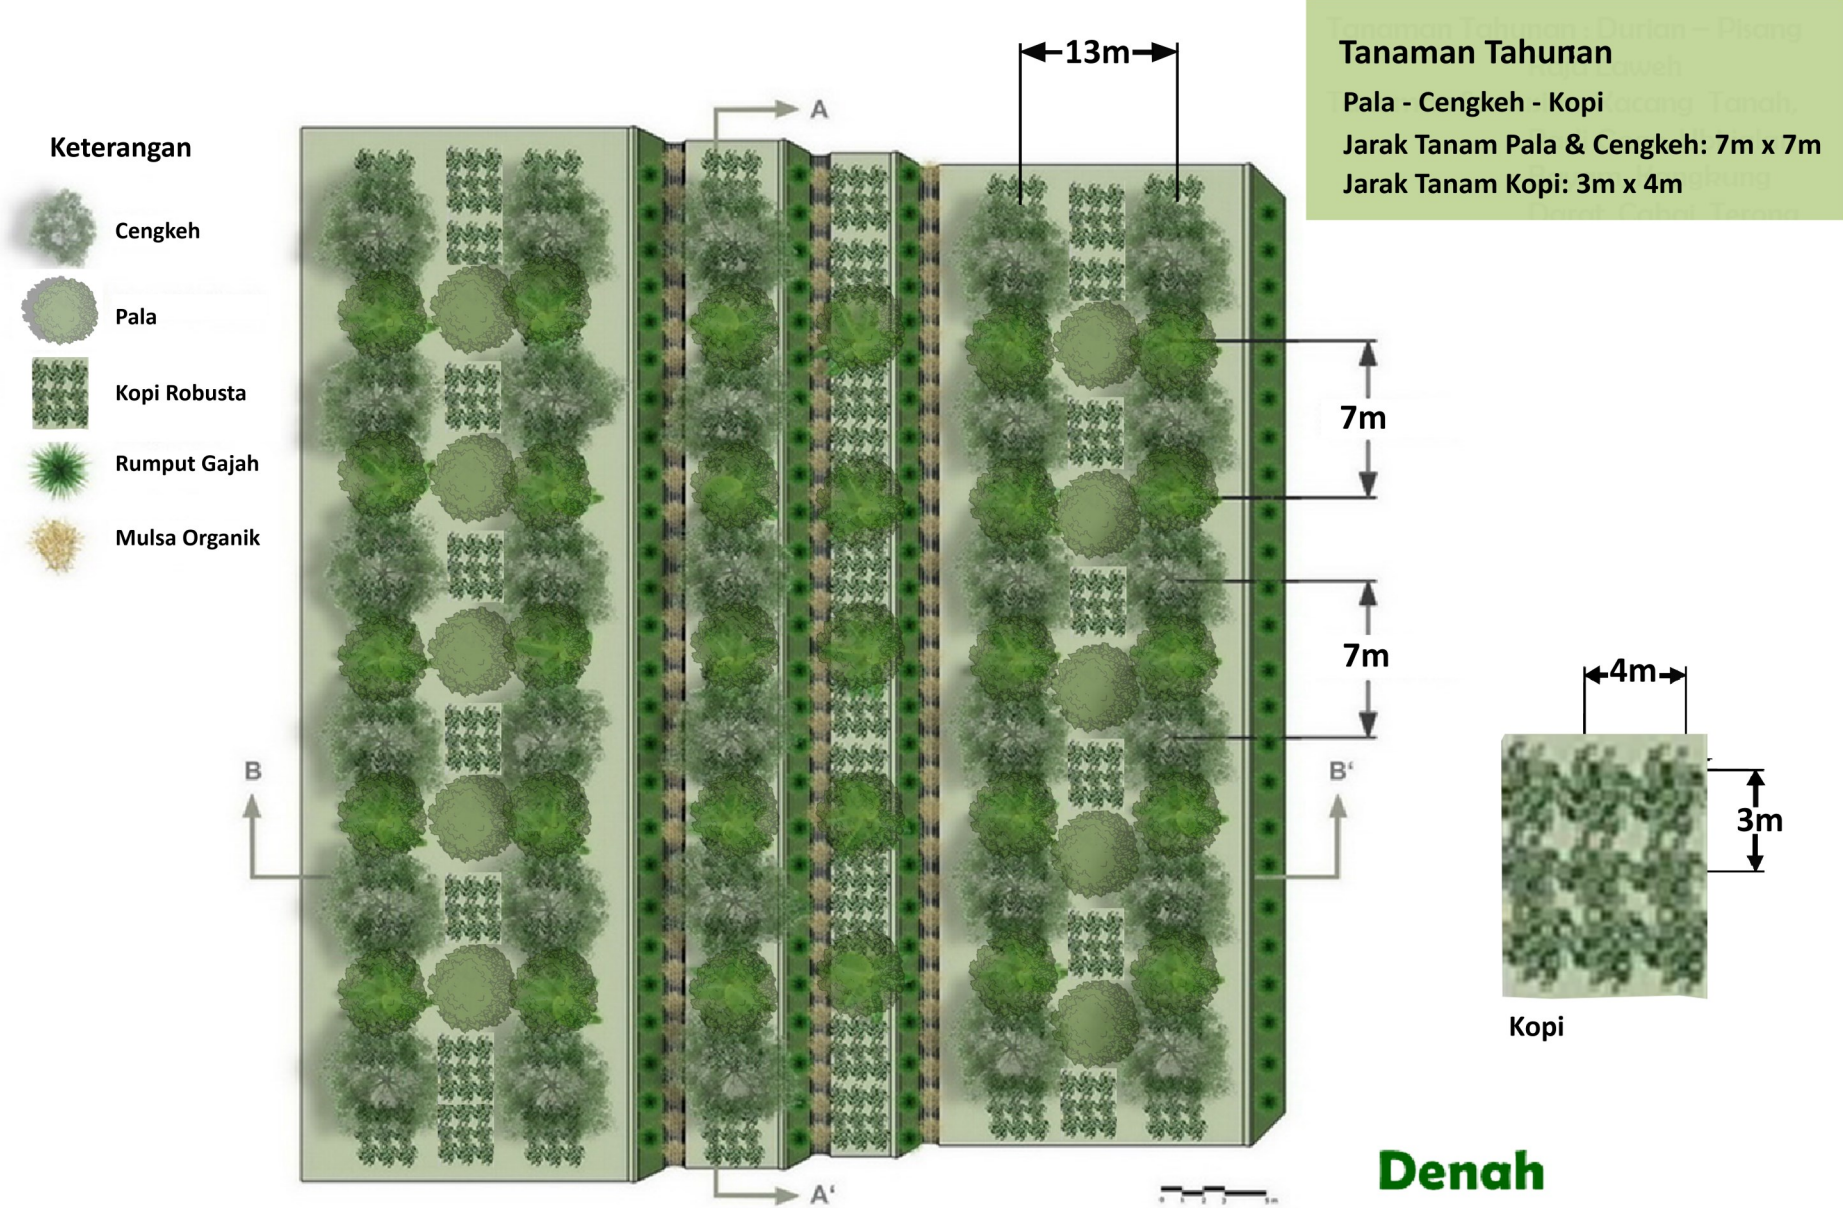 13m
Tanaman Tahunan
Pala - Cengkeh - Kopi
Jarak Tanam Pala & Cengkeh: 7m x 7m
Jarak Tanam Kopi: 3m x 4m
A
Keterangan
Cengkeh
Pala
Kopi Robusta
Rumput Gajah
Mulsa Organik
7m
7m
4m
B
B'
3m
Kopi
Denah
A'